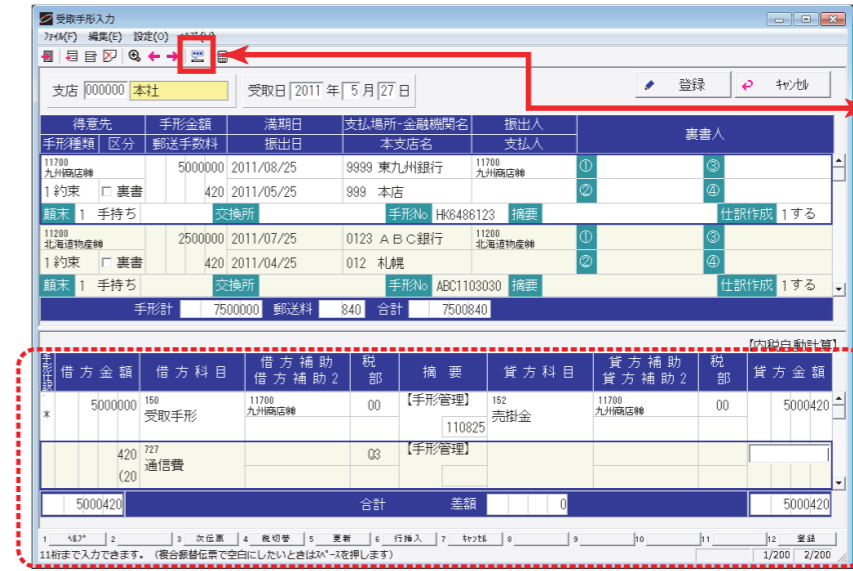 受取手形入力
ﾌｧｲﾙ(F) 編集(E) 設定(O) ﾍﾙﾌﾟ(H)
支店 000000 本社 受取日 2011 年 5 月 27 日 登録 ｷｬﾝｾﾙ
得意先 手形金額 満期日 支払場所-金融機関名 振出人 裏書人
手形種類 区分 郵送手数料 振出日 本支店名 支払人
11700 九州商店㈱ 5000000 2011/08/25 9999 東九州銀行 11700 九州商店㈱ ① ③
1 約束 裏書 420 2011/05/25 999 本店 ② ④
顛末 1 手持ち 交換所 手形No HK6486123 摘要 仕訳作成 1 する
11200 北海道物産㈱ 2500000 2011/07/25 0123 ＡＢＣ銀行 11200 北海道物産㈱ ① ③
1 約束 裏書 420 2011/04/25 012 札幌 ② ④
顛末 1 手持ち 交換所 手形No ABC1103030 摘要 仕訳作成 1 する
手形計 7500000 郵送料 840 合計 7500840
【内税自動計算】
手形仕訳 借方金額 借方科目 借方補助 税 摘要 貸方科目 貸方補助 税 貸方金額
借方補助2 部 貸方補助2 部
* 5000000 150 受取手形 11700 九州商店㈱ 00 【手形管理】 152 売掛金 11700 九州商店㈱ 00 5000420
110825
420 727 通信費 Q3 【手形管理】
(20
5000420 合計 差額 0 5000420
1 ﾍﾙﾌﾟ 2 3 次伝票 4 税切替 5 更新 6 行挿入 7 ｷｬﾝｾﾙ 8 9 10 11 12 登録
11桁まで入力できます。（複合振替伝票で空白にしたいときはｽﾍﾟｰｽを押します） 1/200 2/200